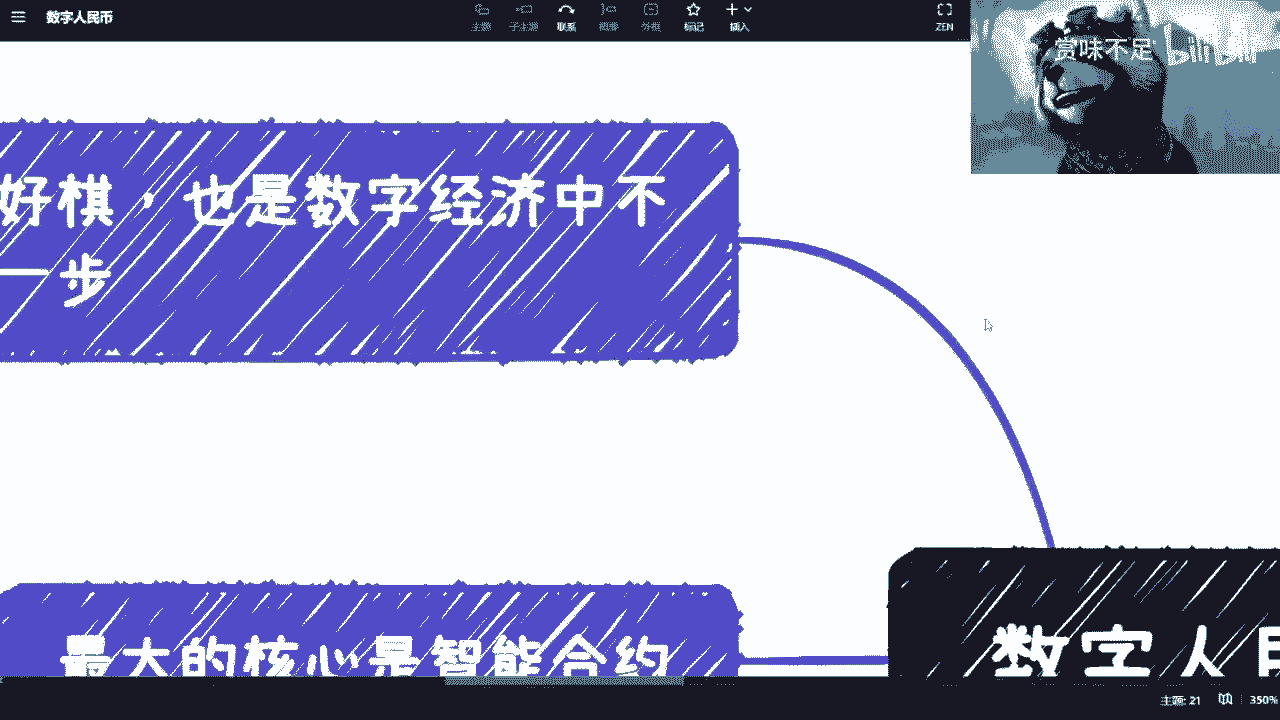 数字人民币
主题
子主题
联系
概要
外框
标记
插入
ZEN
赏味不足
bilibili
好棋，也是数字经济中不
一步
最大的核心是智能合约
数字人民
主题: 21
350%